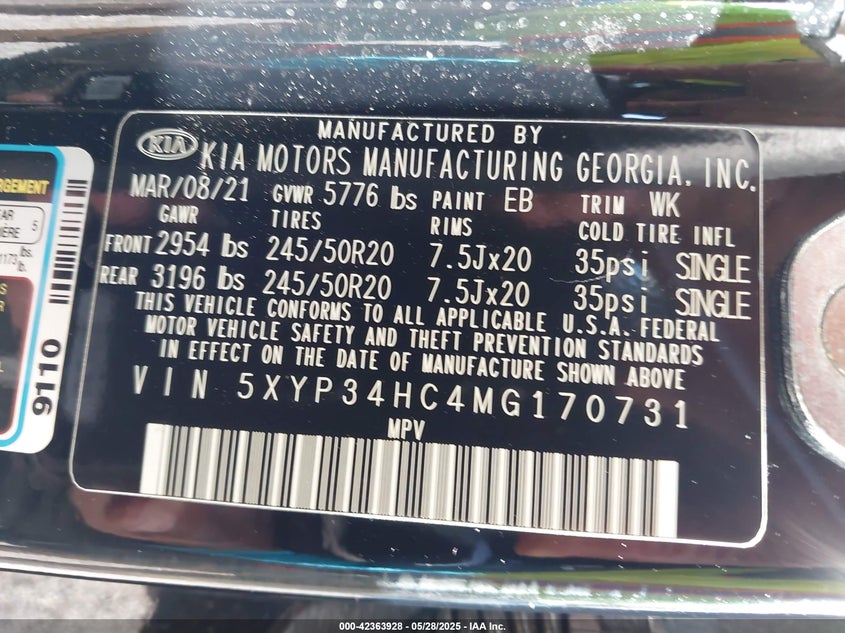 MANUFACTURED BY
KIA KIA MOTORS MANUFACTURING GEORGIA, INC.
MAR/08/21 GVWR 5776 lbs PAINT EB TRIM WK
GAWR TIRES RIMS COLD TIRE INFL
FRONT 2954 lbs 245/50R20 7.5Jx20 35psi SINGLE
REAR 3196 lbs 245/50R20 7.5Jx20 35psi SINGLE
THIS VEHICLE CONFORMS TO ALL APPLICABLE U.S.A. FEDERAL
MOTOR VEHICLE SAFETY AND THEFT PREVENTION STANDARDS
IN EFFECT ON THE DATE OF MANUFACTURE SHOWN ABOVE
VIN 5XYP34HC4MG170731
MPV
5
lbs.
9110
000-42363928 - 05/28/2025 - IAA Inc.